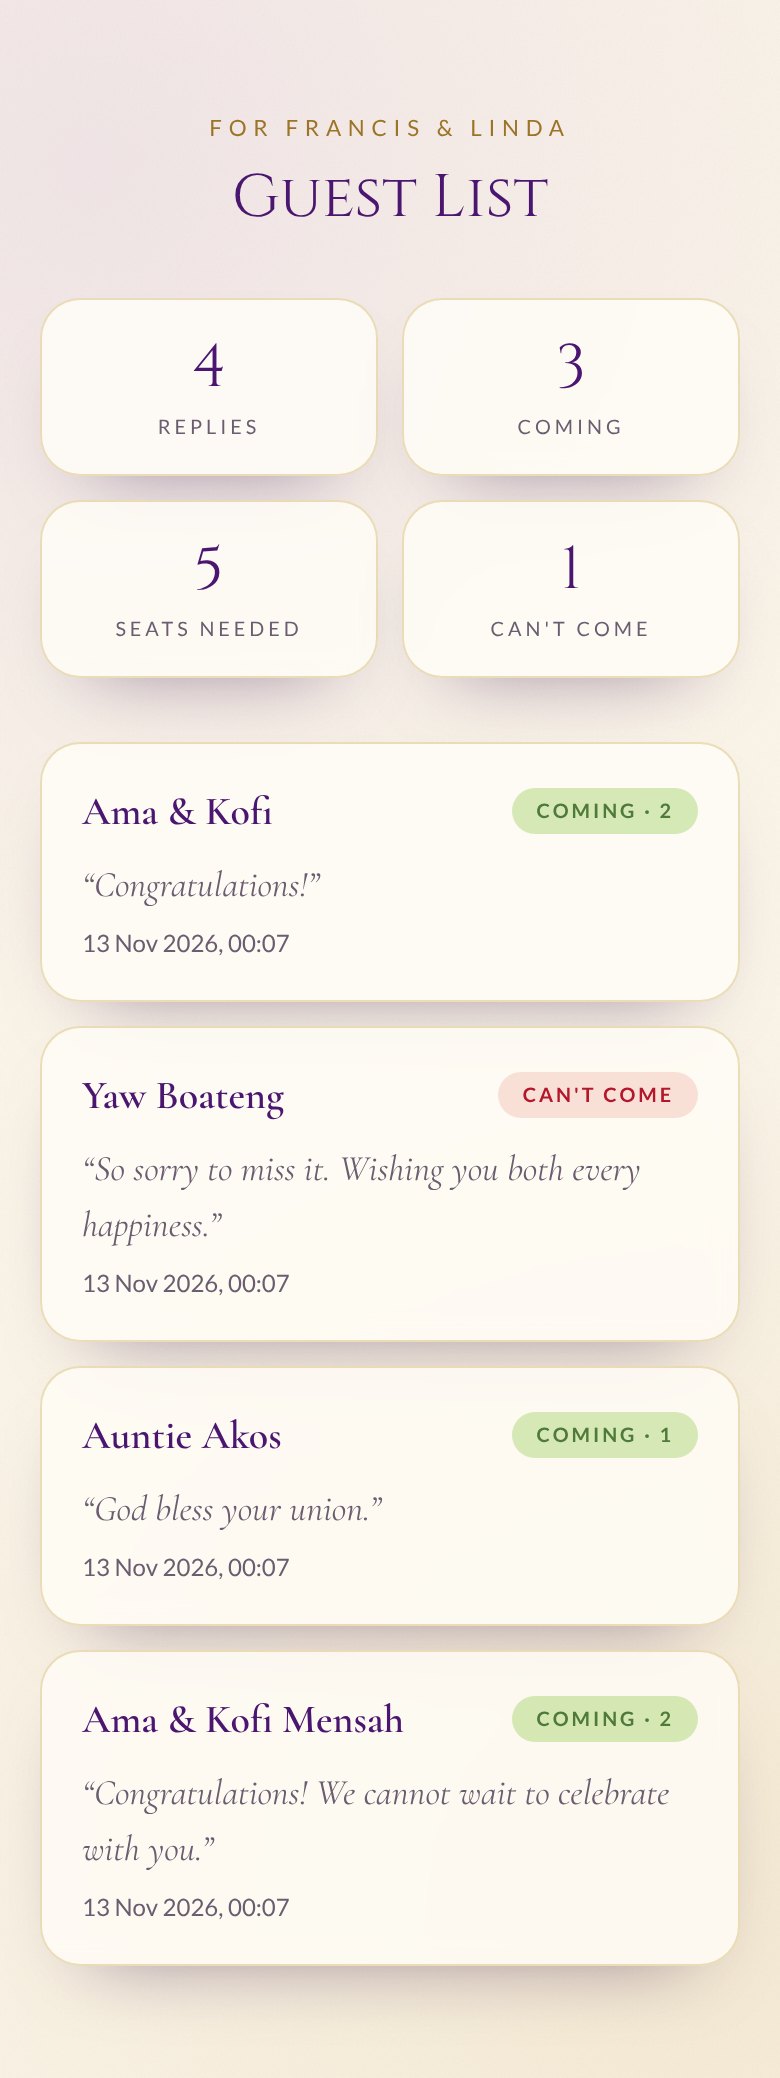 FOR FRANCIS & LINDA
GUEST LIST
4
REPLIES
3
COMING
5
SEATS NEEDED
1
CAN'T COME
Ama & Kofi
COMING · 2
“Congratulations!”
13 Nov 2026, 00:07
Yaw Boateng
CAN'T COME
“So sorry to miss it. Wishing you both every
happiness.”
13 Nov 2026, 00:07
Auntie Akos
COMING · 1
“God bless your union.”
13 Nov 2026, 00:07
Ama & Kofi Mensah
COMING · 2
“Congratulations! We cannot wait to celebrate
with you.”
13 Nov 2026, 00:07